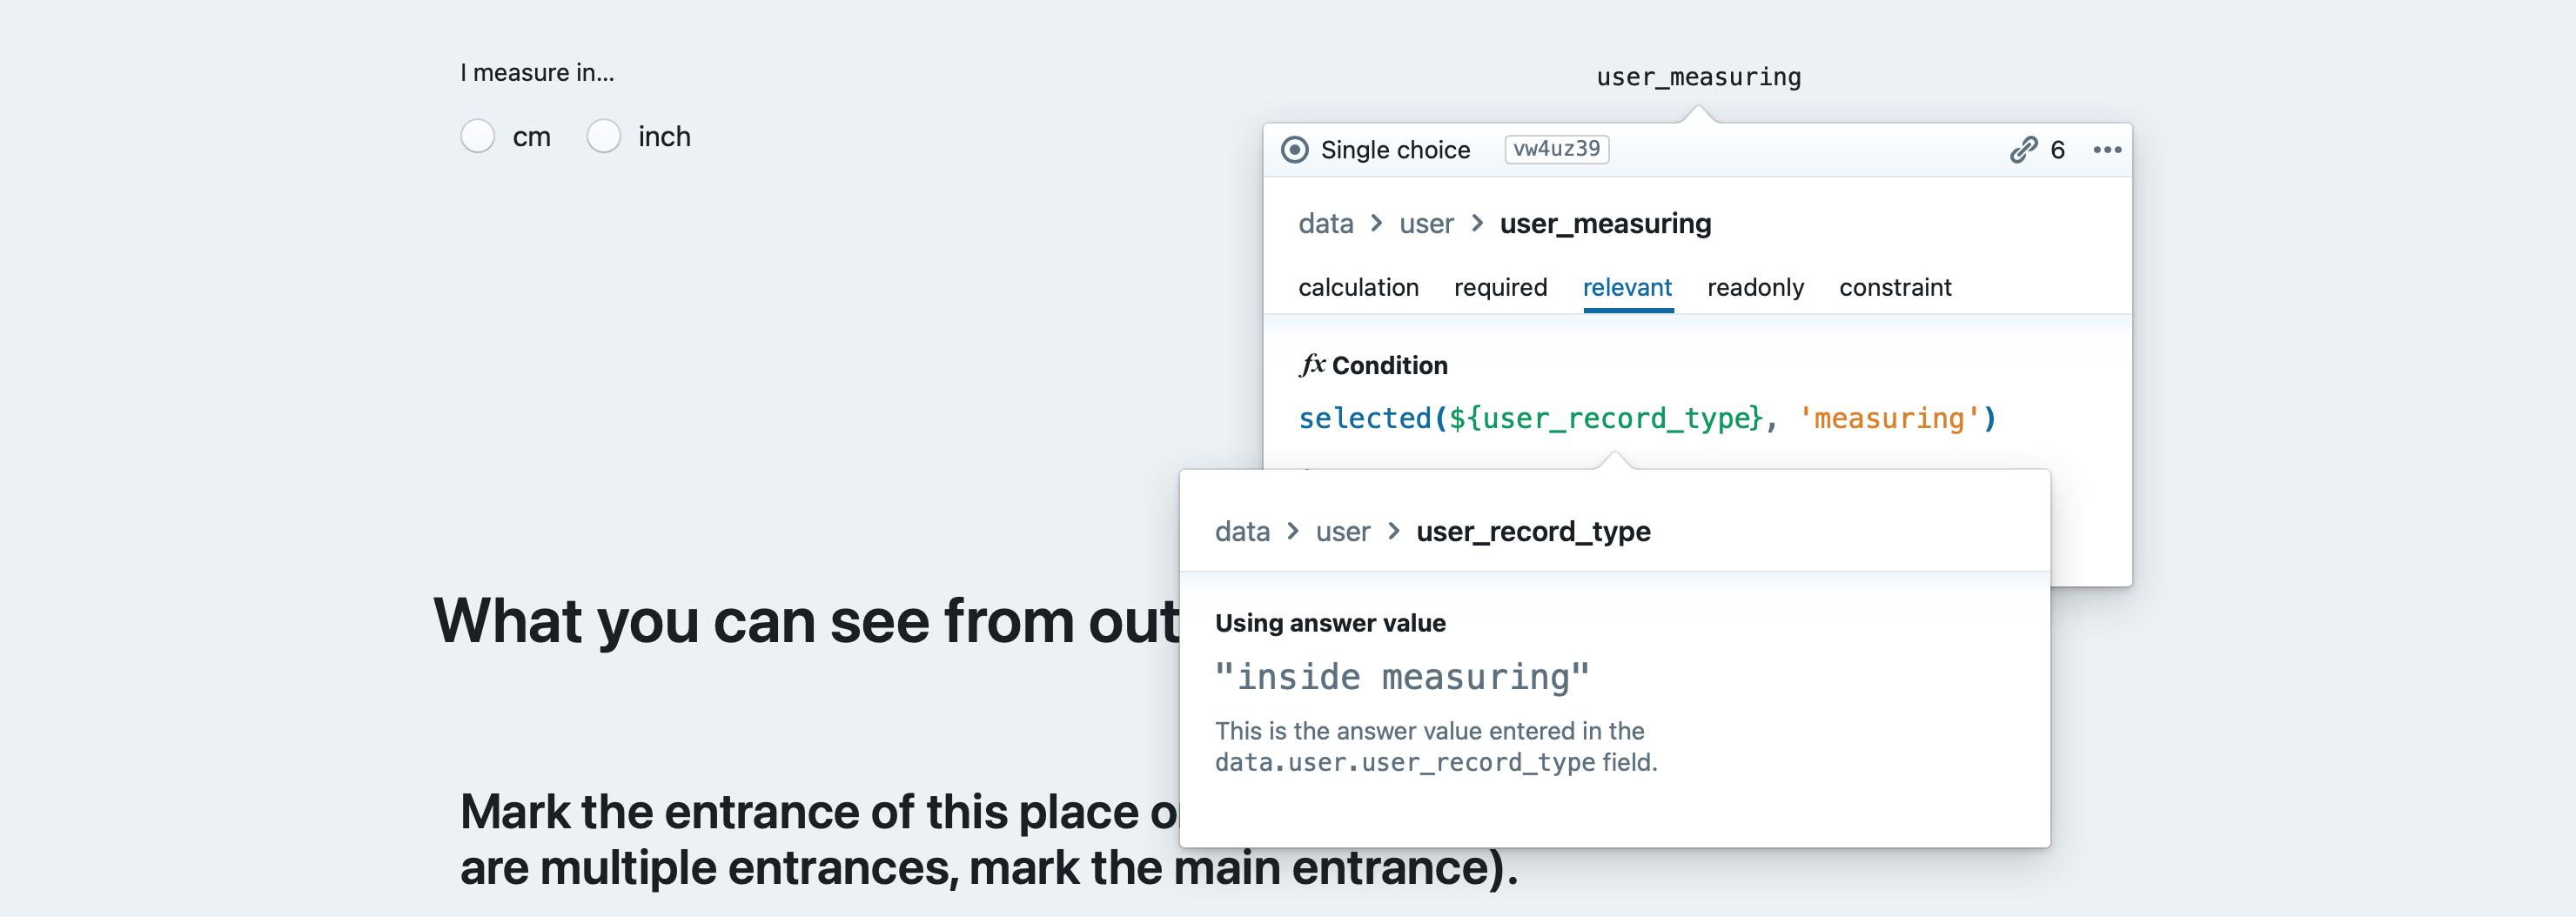 I measure in...
cm inch
user_measuring
Single choice vw4uz39 6
data > user > user_measuring
calculation required relevant readonly constraint
fx Condition
selected(${user_record_type}, 'measuring')
data > user > user_record_type
Using answer value
"inside measuring"
This is the answer value entered in the
data.user.user_record_type field.
What you can see from out
Mark the entrance of this place
are multiple entrances, mark the main entrance).